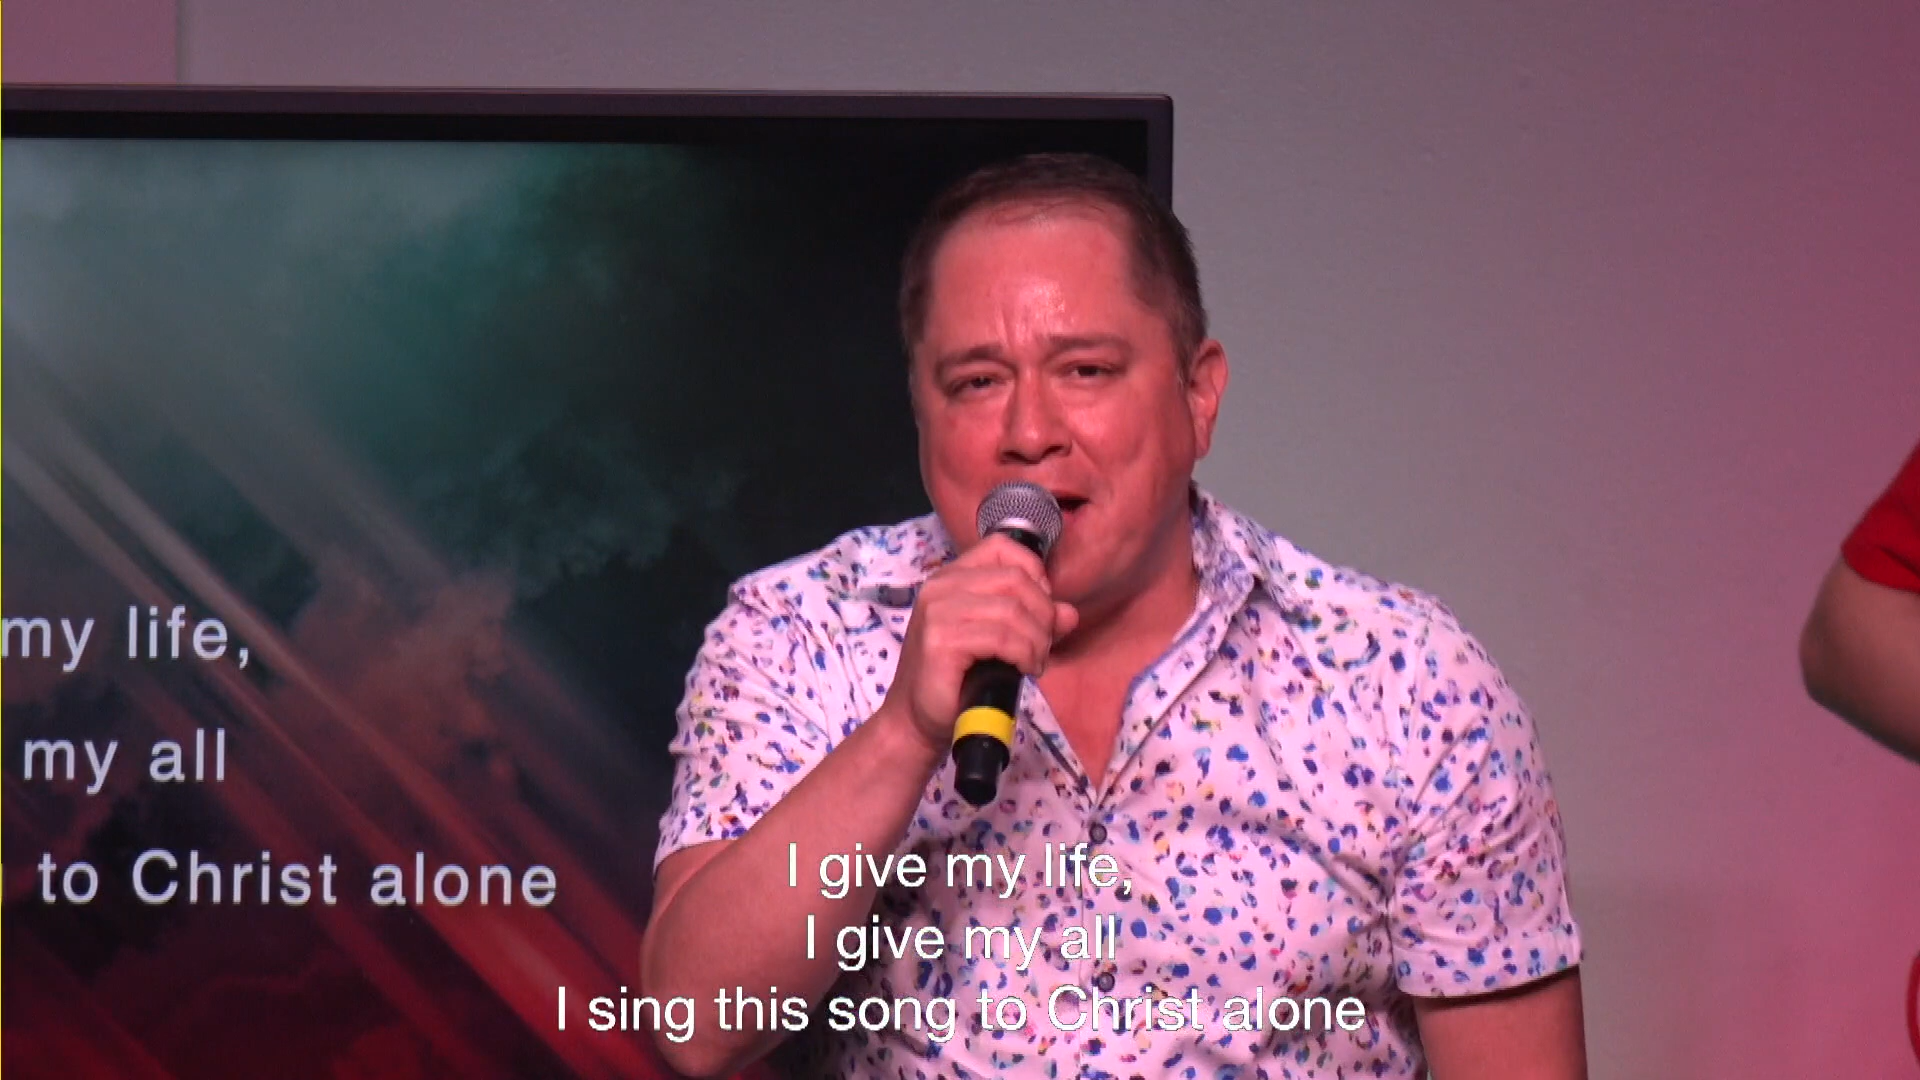 my life,
my all
to Christ alone
I give my life,
I give my all
I sing this song to Christ alone